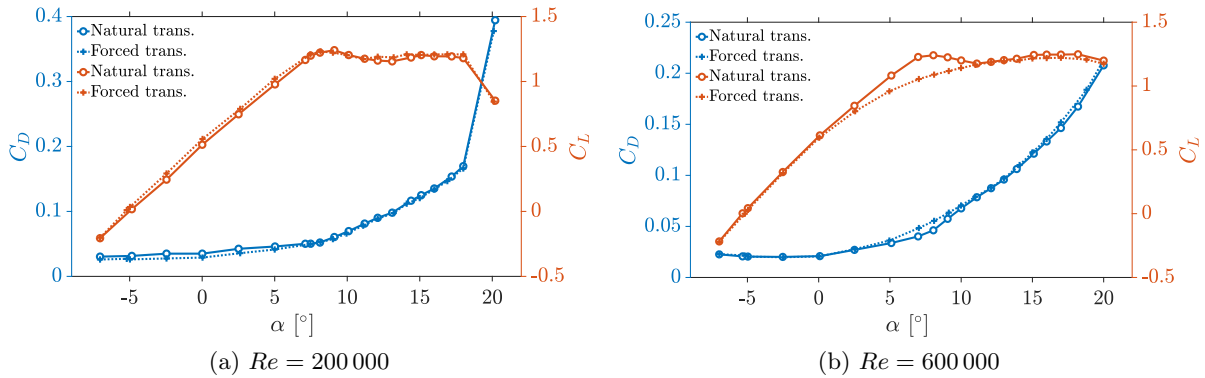 0.4
0.3
0.2
0.1
0
C_D
Natural trans.
Forced trans.
Natural trans.
Forced trans.
1.5
1
0.5
0
-0.5
C_L
-5
0
5
10
15
20
α [°]
(a) Re = 200 000
0.25
0.2
0.15
0.1
0.05
0
C_D
Natural trans.
Forced trans.
Natural trans.
Forced trans.
1.5
1
0.5
0
-0.5
C_L
-5
0
5
10
15
20
α [°]
(b) Re = 600 000